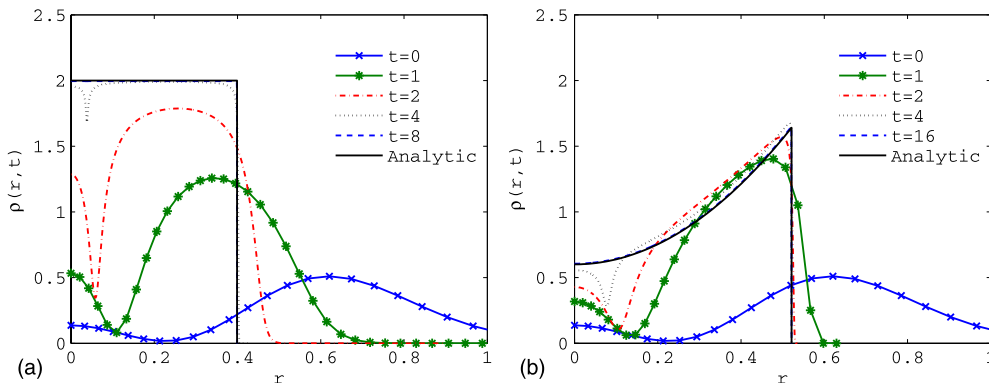 2.5
2
1.5
1
0.5
0
ρ(r,t)
t=0
t=1
t=2
t=4
t=8
Analytic
0 0.2 0.4 0.6 0.8 1
r
(a)
2.5
2
1.5
1
0.5
0
ρ(r,t)
t=0
t=1
t=2
t=4
t=16
Analytic
0 0.2 0.4 0.6 0.8 1
r
(b)